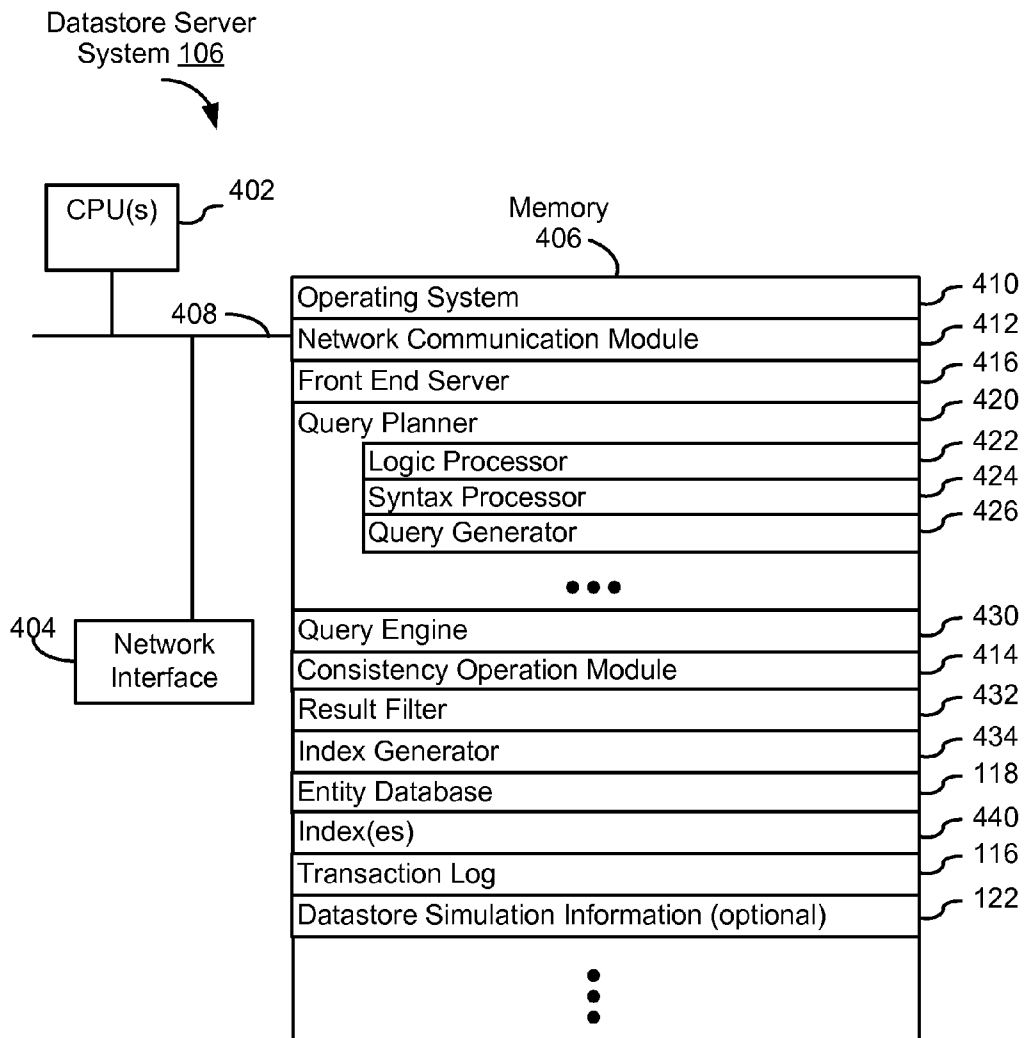 Datastore Server
System 106
CPU(s)
402
Memory
406
408
Operating System 410
Network Communication Module 412
Front End Server 416
Query Planner 420
Logic Processor 422
Syntax Processor 424
Query Generator 426
404
Network
Interface
Query Engine 430
Consistency Operation Module 414
Result Filter 432
Index Generator 434
Entity Database 118
Index(es) 440
Transaction Log 116
Datastore Simulation Information (optional) 122